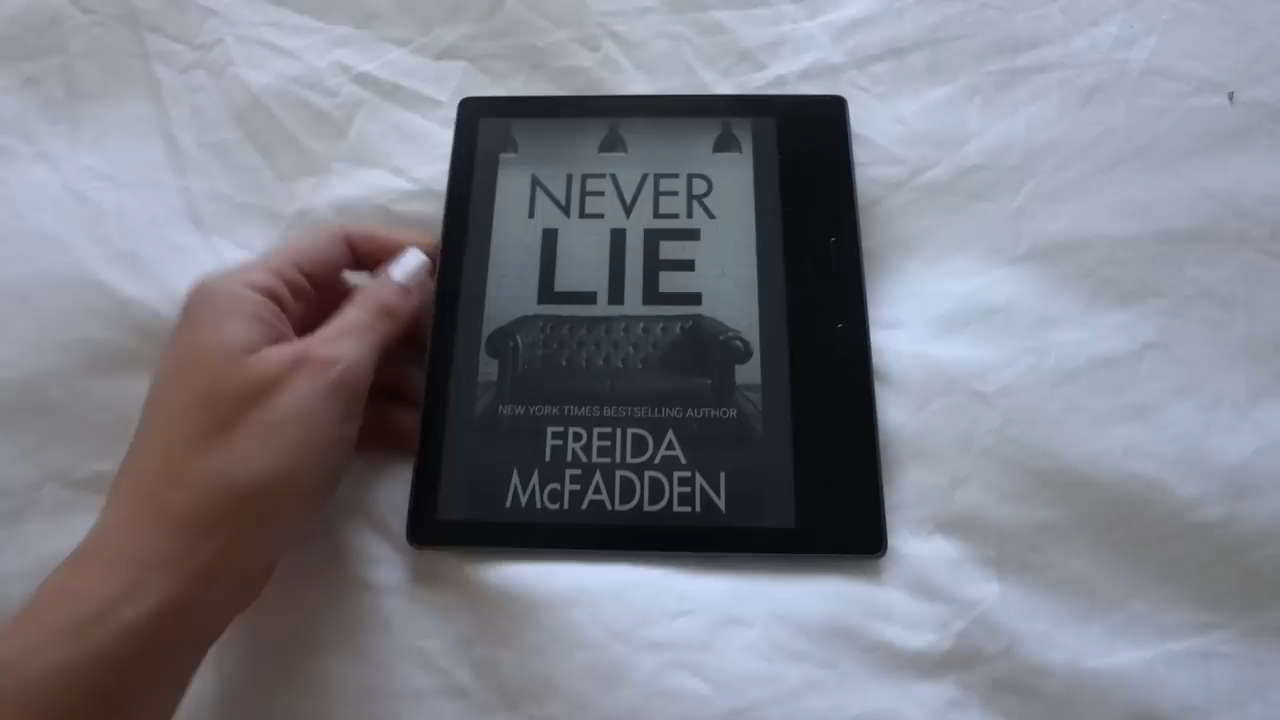 NEVER
LIE
NEW YORK TIMES BESTSELLING AUTHOR
FREIDA
McFADDEN